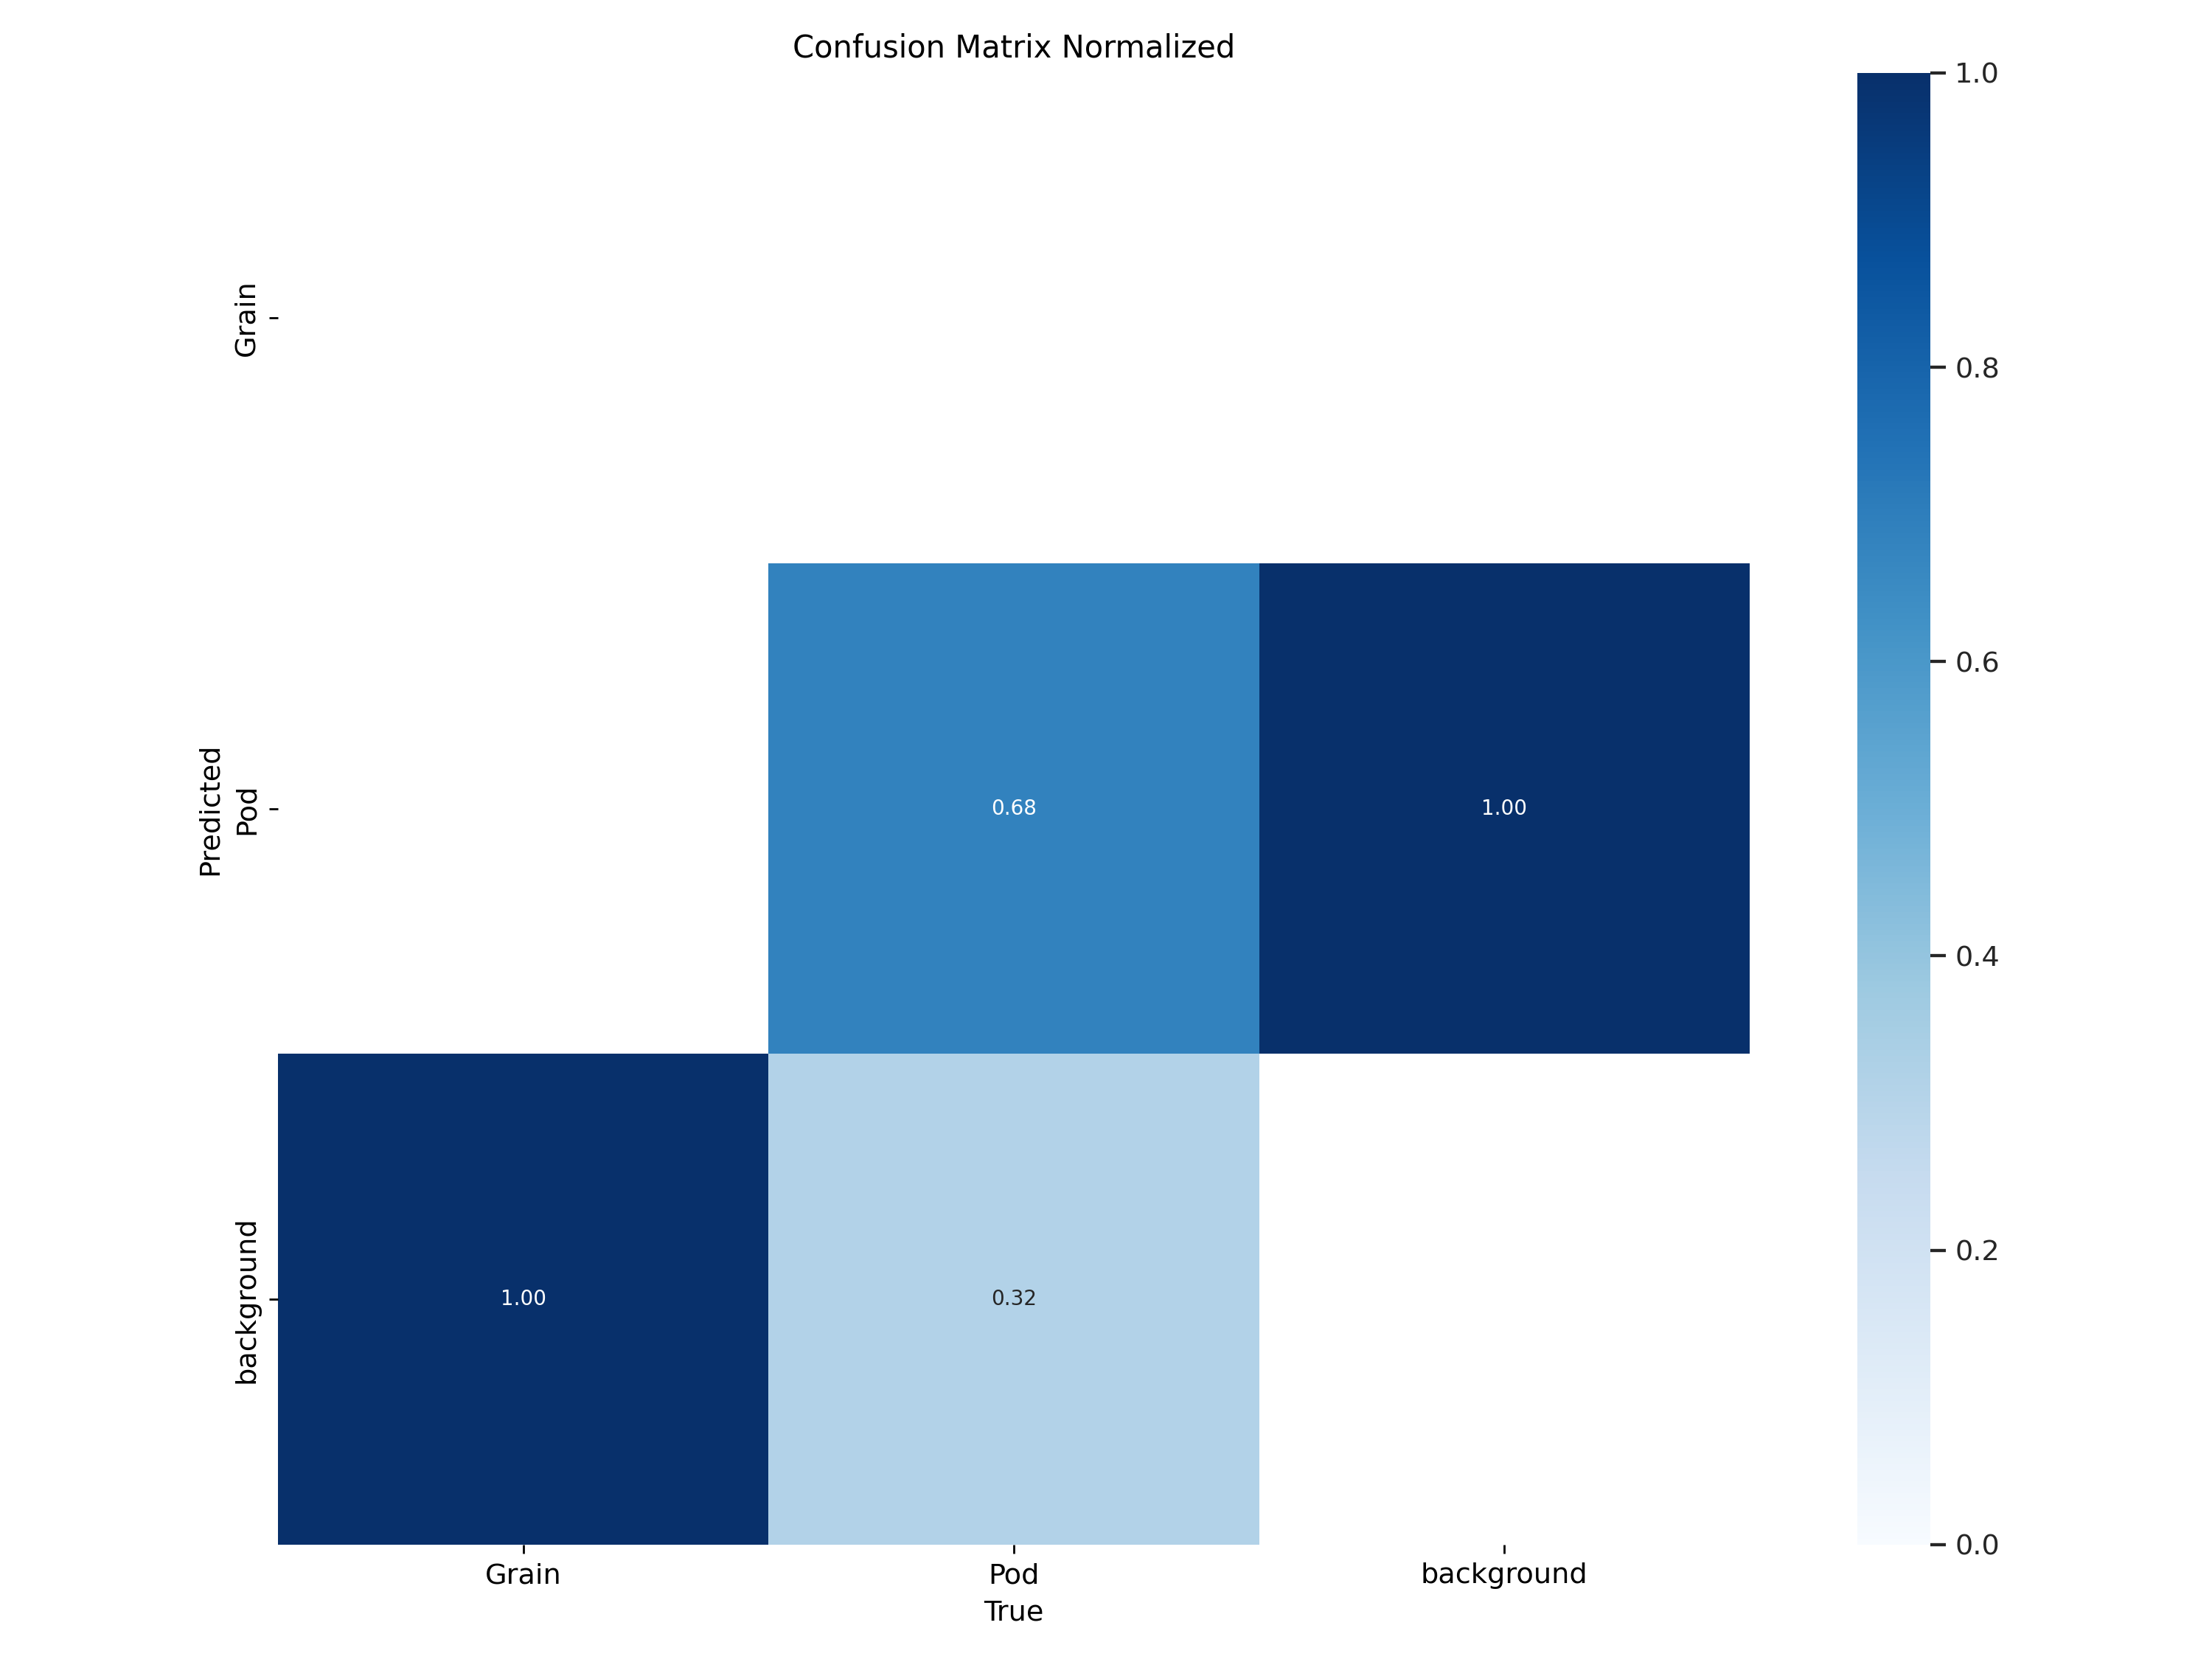 Confusion Matrix Normalized
Predicted
Grain
Pod
background
0.68
1.00
1.00
0.32
Grain
Pod
background
True
1.0
0.8
0.6
0.4
0.2
0.0